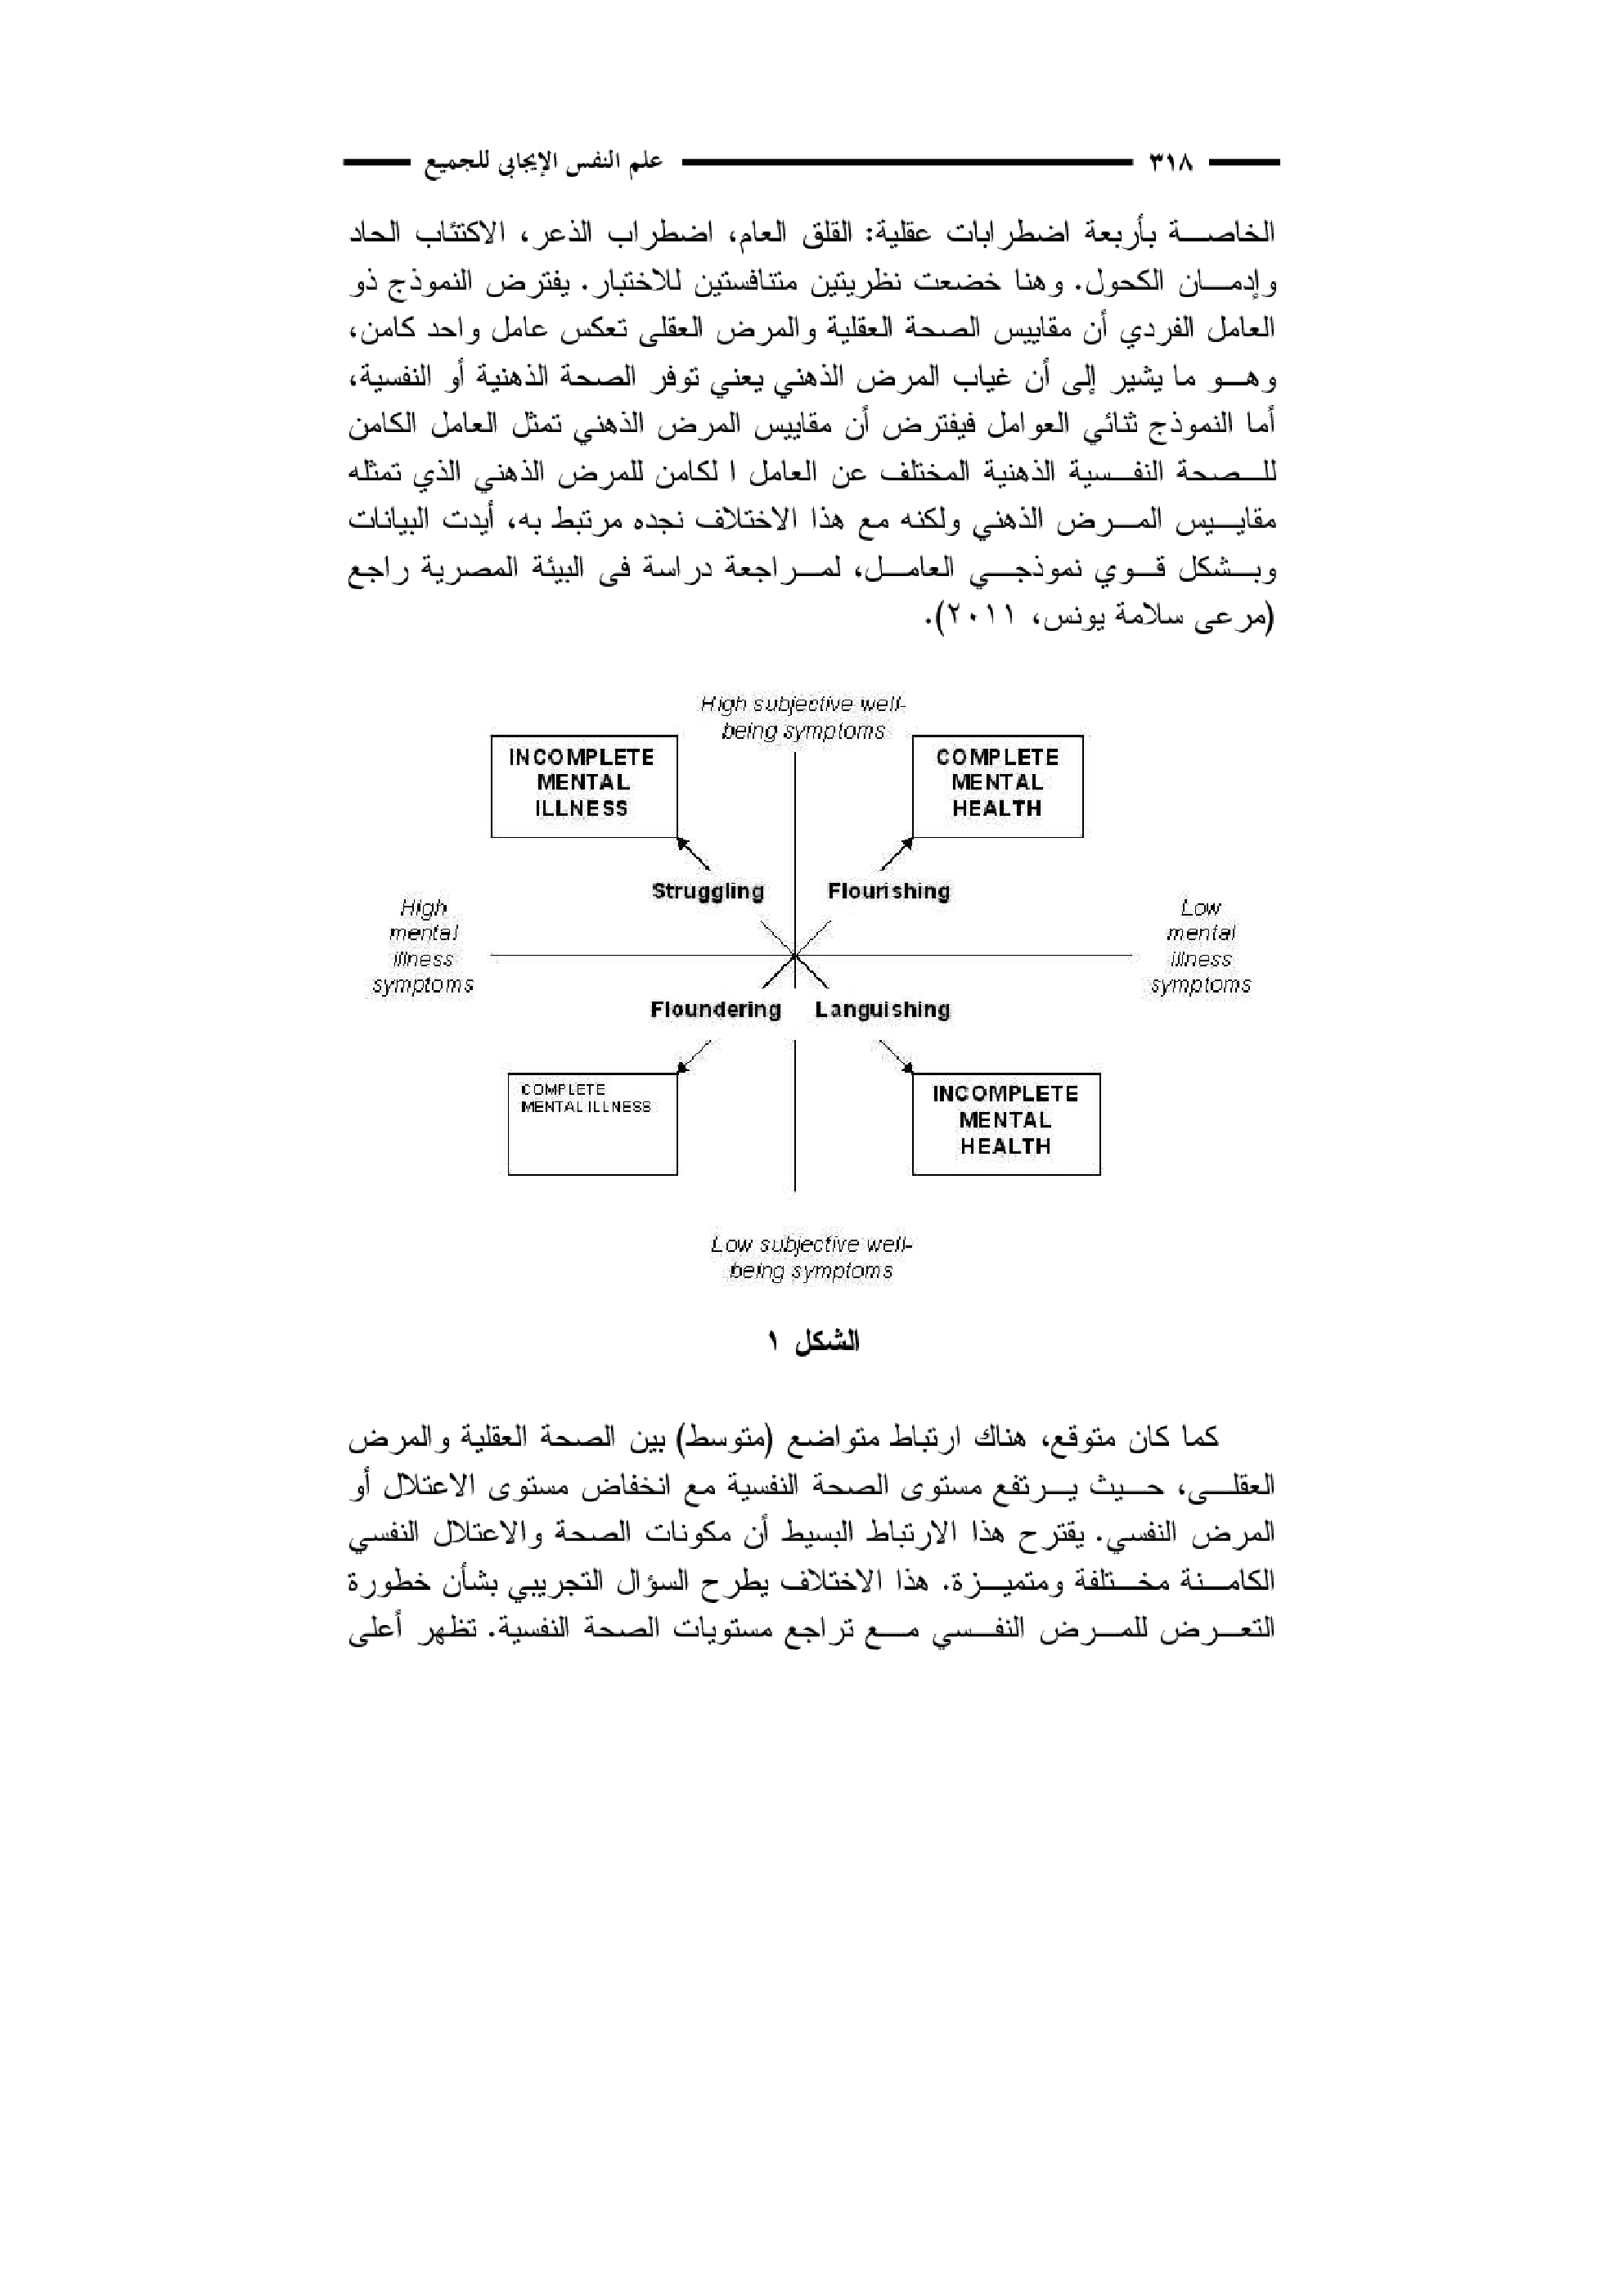 ٣١٨ علم النفس الإيجابي للجميع
الخاصة بأربعة اضطرابات عقلية: القلق العام، اضطراب الذعر، الاكتئاب الحاد
وإدمان الكحول. وهنا خضعت نظريتين متنافستين للاختبار. يفترض النموذج ذو
العامل الفردي أن مقاييس الصحة العقلية والمرض العقلى تعكس عامل واحد كامن،
وهو ما يشير إلى أن غياب المرض الذهني يعني توفر الصحة الذهنية أو النفسية،
أما النموذج ثنائي العوامل فيفترض أن مقاييس المرض الذهني تمثل العامل الكامن
للصحة النفسية الذهنية المختلف عن العامل ا لكامن للمرض الذهني الذي تمثله
مقاييس المرض الذهني ولكنه مع هذا الاختلاف نجده مرتبط به، أيدت البيانات
وبشكل قوي نموذجي العامل، لمراجعة دراسة فى البيئة المصرية راجع
(مرعى سلامة يونس، ٢٠١١).
High subjective well-
being symptoms
INCOMPLETE
MENTAL
ILLNESS
COMPLETE
MENTAL
HEALTH
Struggling Flourishing
High
mental
illness
symptoms
Low
mental
illness
symptoms
Floundering Languishing
COMPLETE
MENTAL ILLNESS
INCOMPLETE
MENTAL
HEALTH
Low subjective well-
being symptoms
الشكل ١
كما كان متوقع، هناك ارتباط متواضع (متوسط) بين الصحة العقلية والمرض
العقلى، حيث يرتفع مستوى الصحة النفسية مع انخفاض مستوى الاعتلال أو
المرض النفسي. يقترح هذا الارتباط البسيط أن مكونات الصحة والاعتلال النفسي
الكامنة مختلفة ومتميزة. هذا الاختلاف يطرح السؤال التجريبي بشأن خطورة
التعرض للمرض النفسي مع تراجع مستويات الصحة النفسية. تظهر أعلى